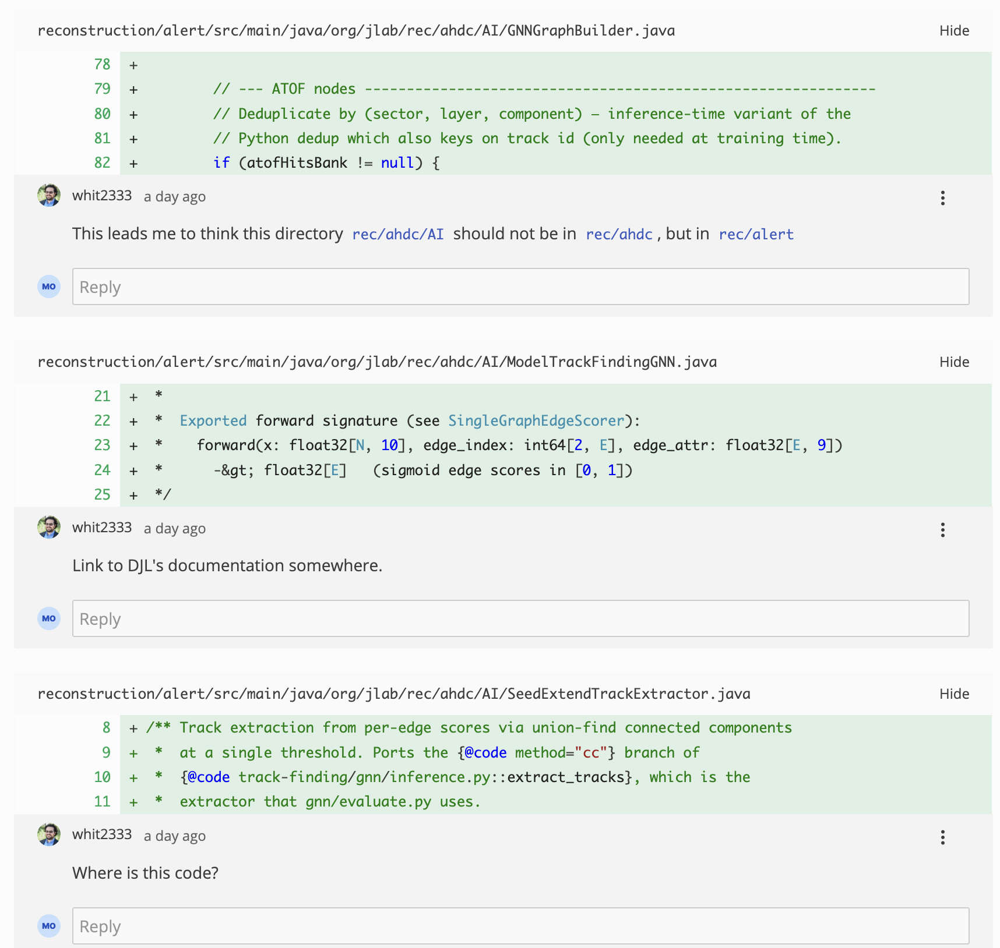 reconstruction/alert/src/main/java/org/jlab/rec/ahdc/AI/GNNGraphBuilder.java Hide
78 +
79 + // --- ATOF nodes -------------------------------------------------------------
80 + // Deduplicate by (sector, layer, component) — inference-time variant of the
81 + // Python dedup which also keys on track id (only needed at training time).
82 + if (atofHitsBank != null) {
whit2333 a day ago
This leads me to think this directory rec/ahdc/AI should not be in rec/ahdc , but in rec/alert
MO Reply
reconstruction/alert/src/main/java/org/jlab/rec/ahdc/AI/ModelTrackFindingGNN.java Hide
21 + *
22 + * Exported forward signature (see SingleGraphEdgeScorer):
23 + * forward(x: float32[N, 10], edge_index: int64[2, E], edge_attr: float32[E, 9])
24 + * -&gt; float32[E] (sigmoid edge scores in [0, 1])
25 + */
whit2333 a day ago
Link to DJL's documentation somewhere.
MO Reply
reconstruction/alert/src/main/java/org/jlab/rec/ahdc/AI/SeedExtendTrackExtractor.java Hide
8 + /** Track extraction from per-edge scores via union-find connected components
9 + * at a single threshold. Ports the {@code method="cc"} branch of
10 + * {@code track-finding/gnn/inference.py::extract_tracks}, which is the
11 + * extractor that gnn/evaluate.py uses.
whit2333 a day ago
Where is this code?
MO Reply